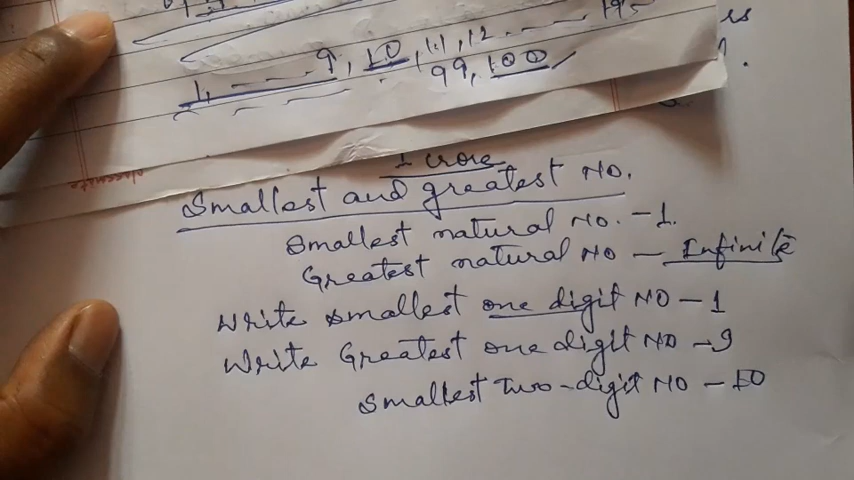 1, 9, 10, 11, 12
99, 100
1 crore
Smallest and greatest NO.
Smallest natural NO. - 1.
Greatest natural NO - Infinite
Write smallest one digit NO - 1
Write Greatest one digit NO - 9
Smallest Two-digit NO - 10